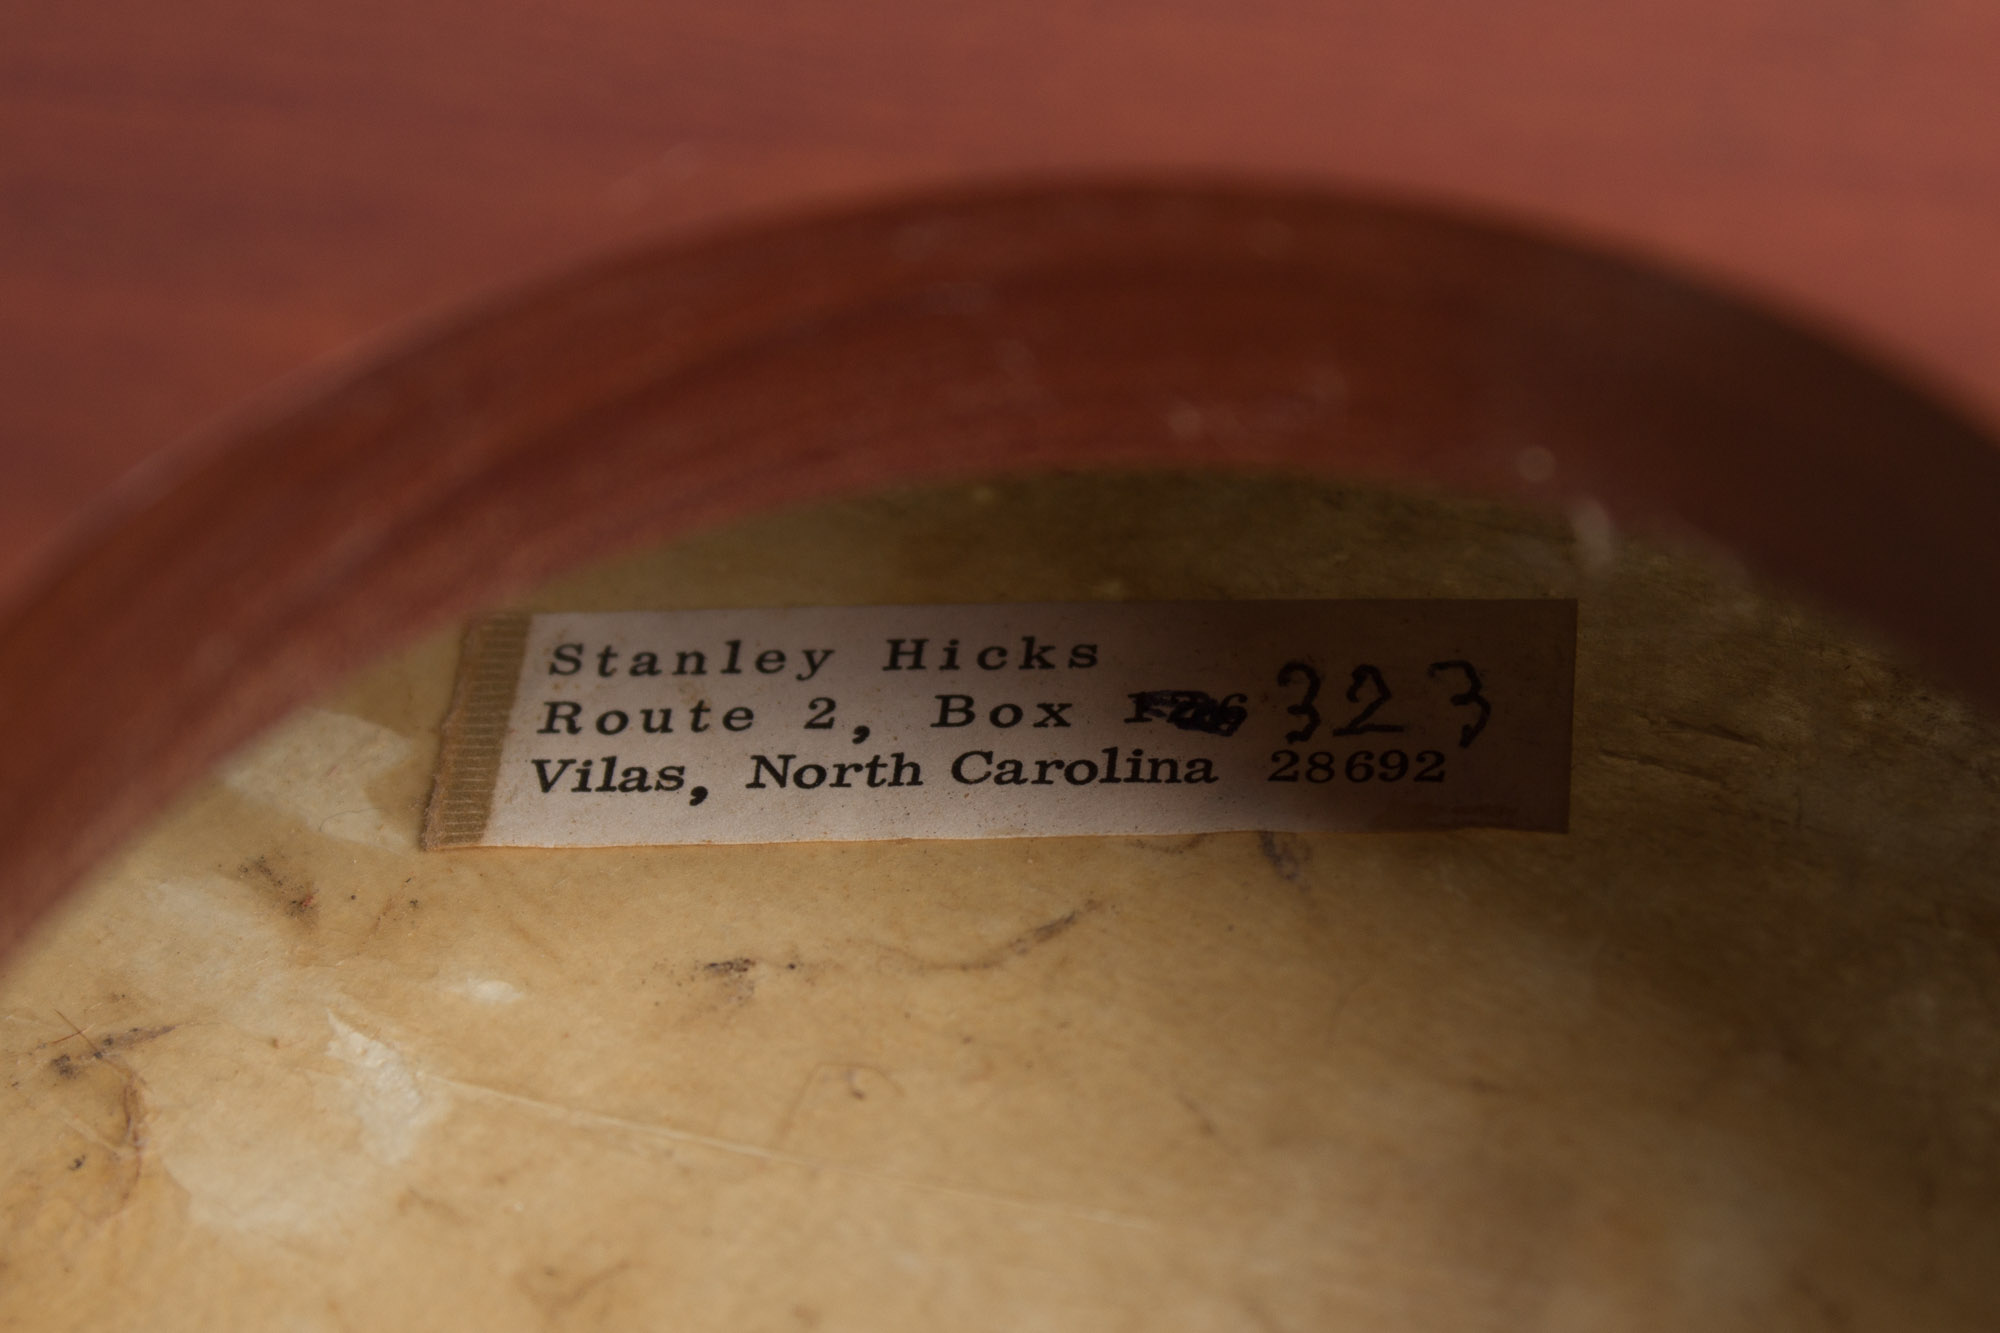 Stanley Hicks
Route 2, Box 323
Vilas, North Carolina 28692